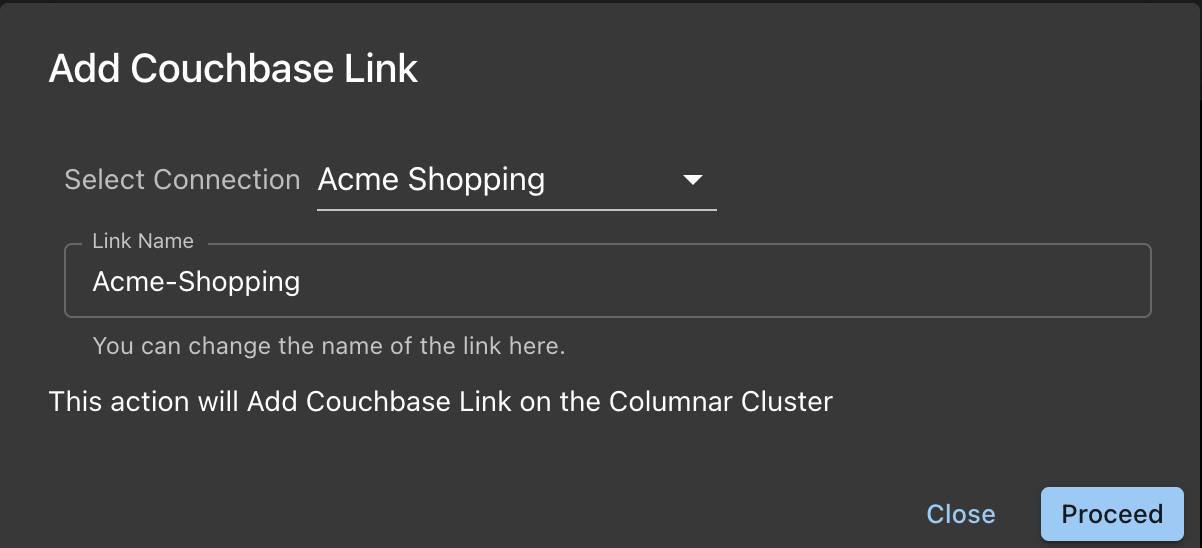 Add Couchbase Link
Select Connection Acme Shopping
Link Name
Acme-Shopping
You can change the name of the link here.
This action will Add Couchbase Link on the Columnar Cluster
Close Proceed